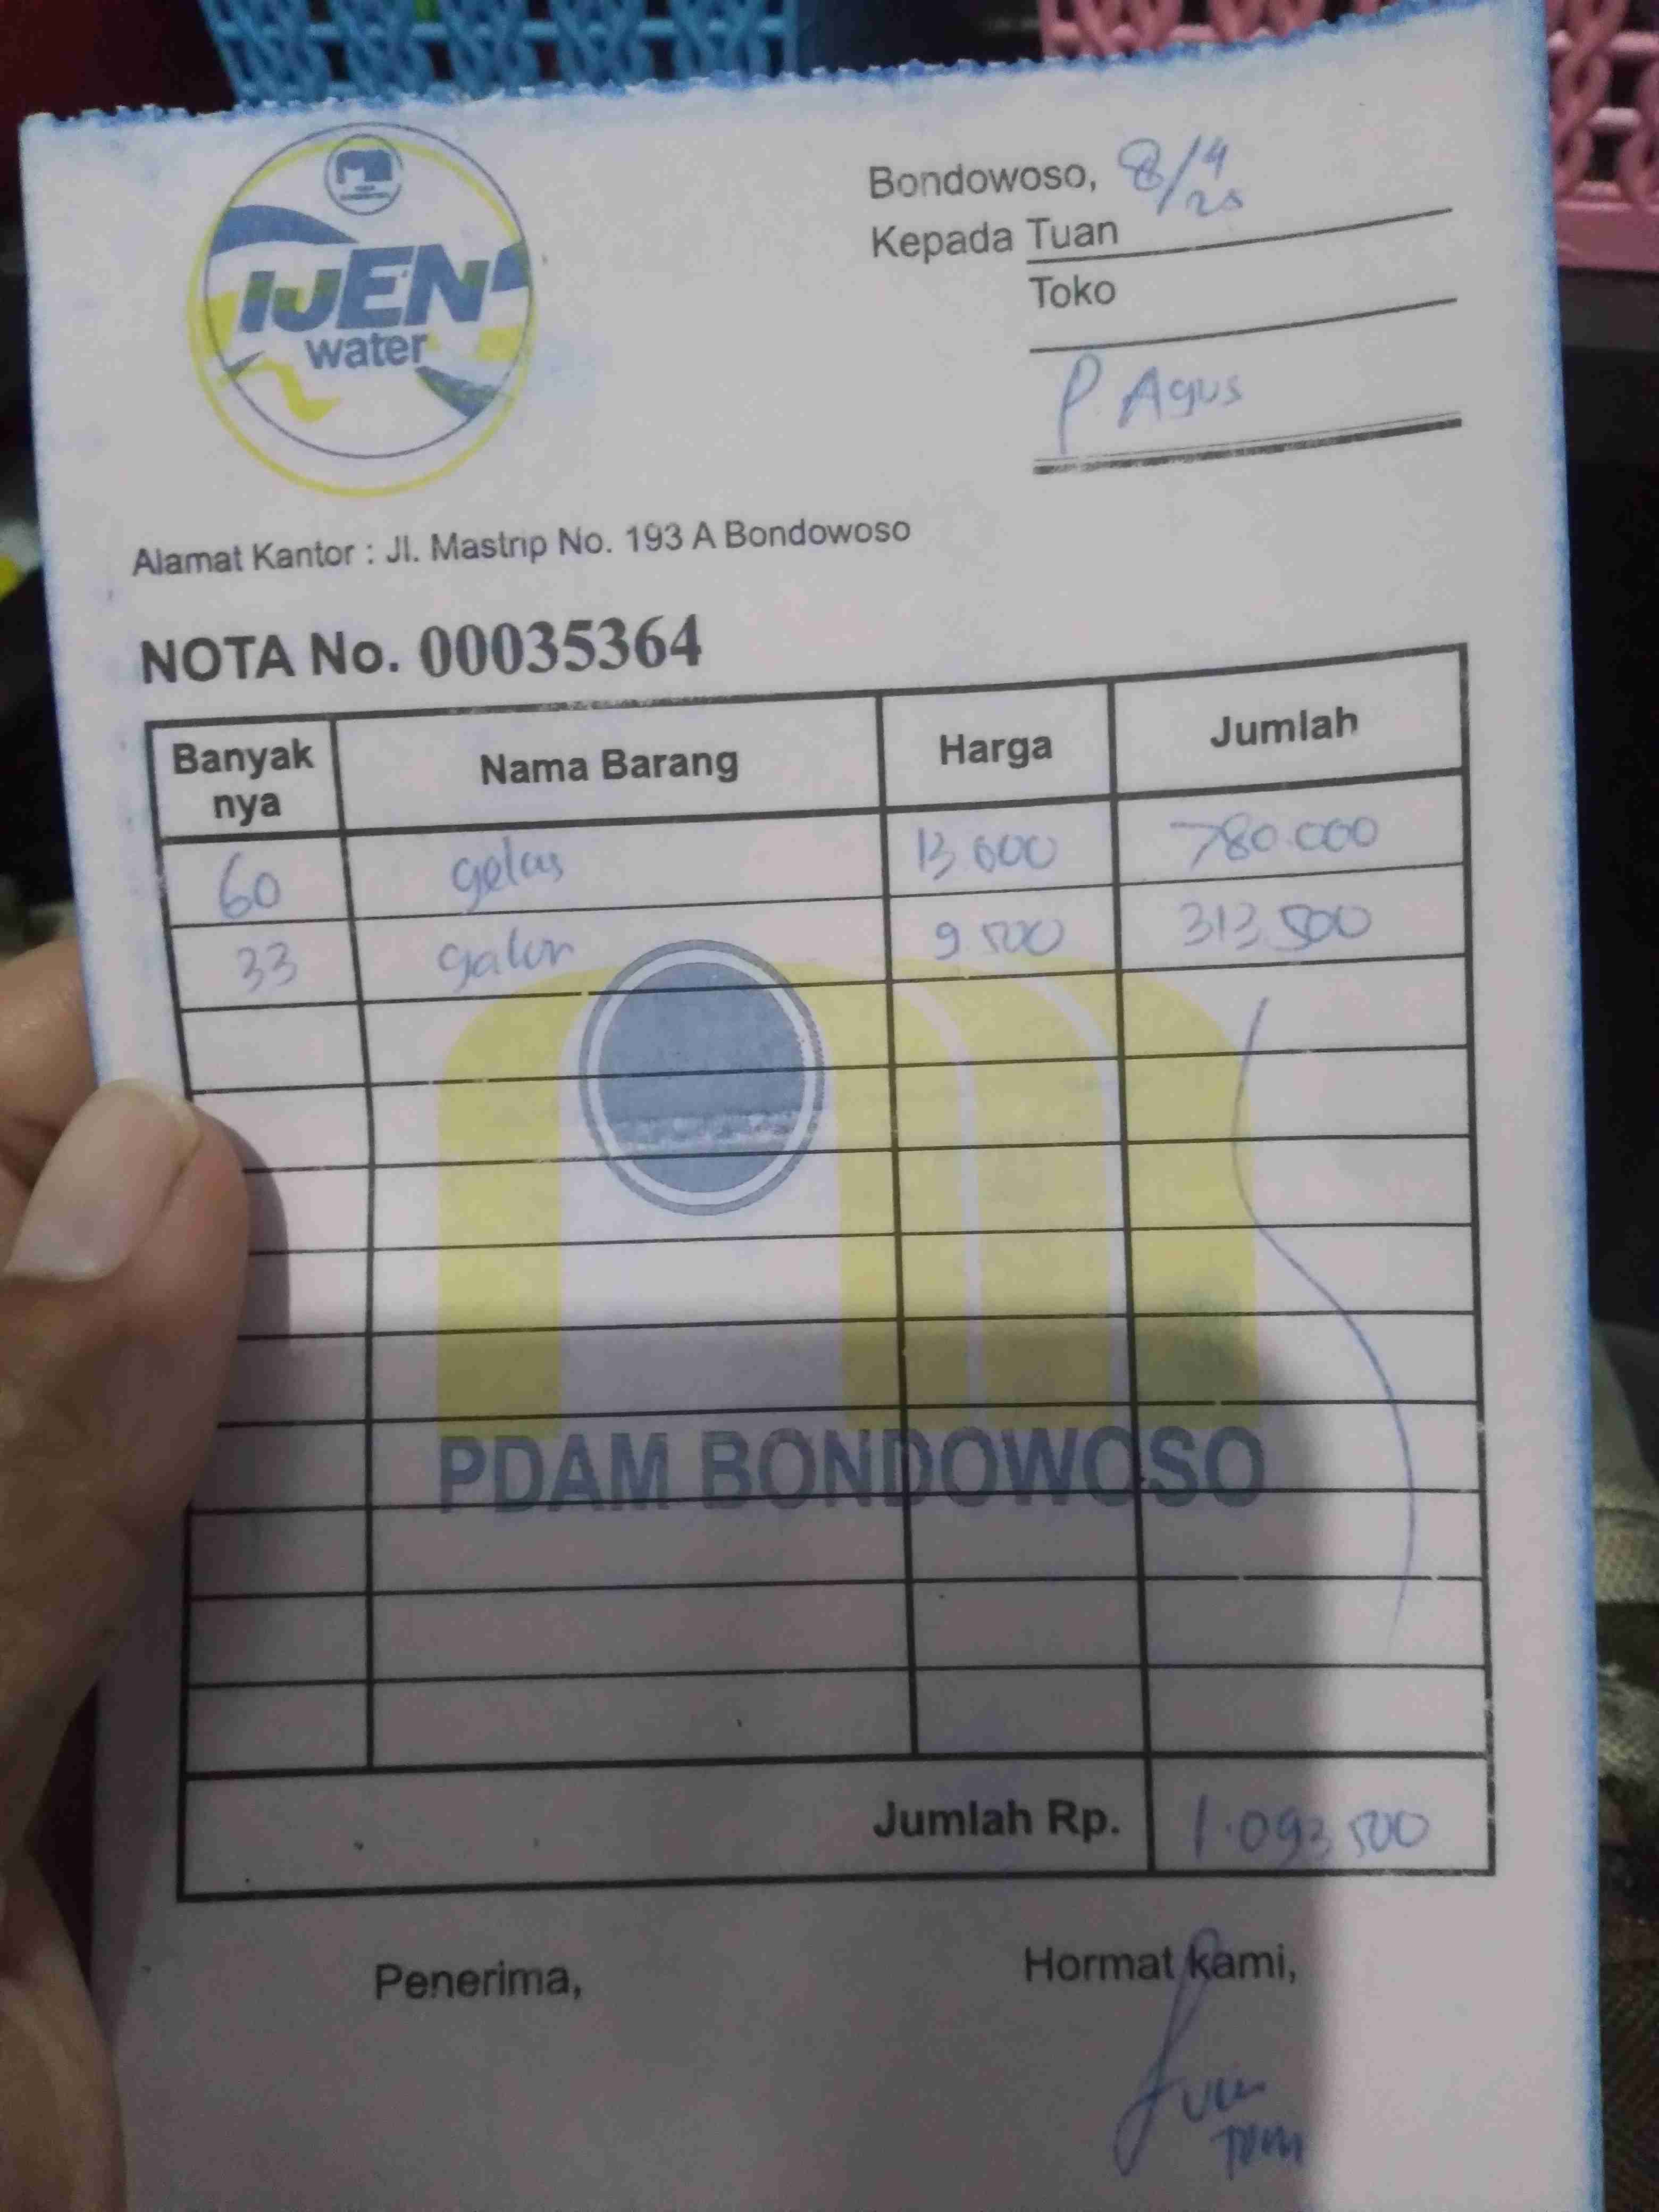 IJEN
water
Bondowoso, 8/4
25
Kepada Tuan
Toko
P. Agus
Alamat Kantor : Jl. Mastrip No. 193 A Bondowoso
NOTA No. 00035364
Banyak nya Nama Barang Harga Jumlah
60 gelas 13.000 780.000
33 galon 9.500 313.500
PDAM BONDOWOSO
Jumlah Rp. 1.093.500
Penerima, Hormat kami,